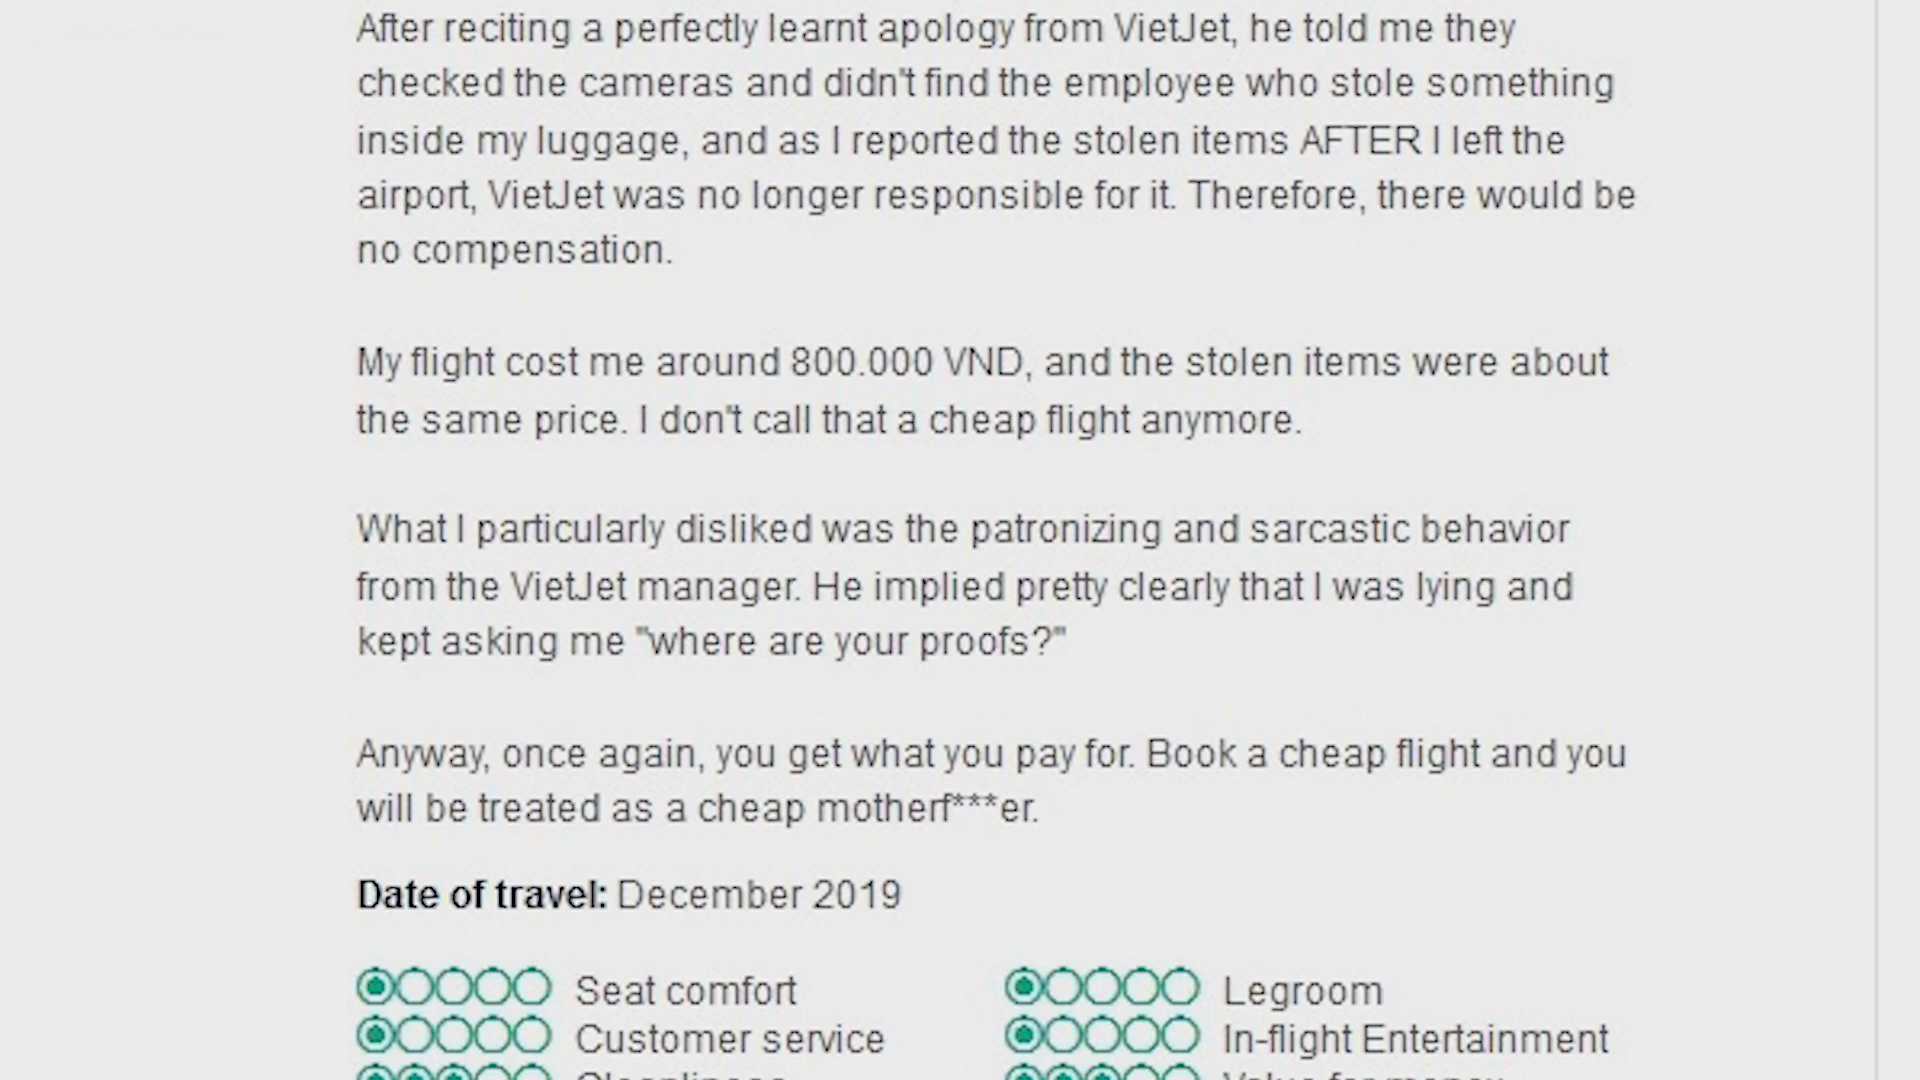 After reciting a perfectly learnt apology from VietJet, he told me they
checked the cameras and didn't find the employee who stole something
inside my luggage, and as I reported the stolen items AFTER I left the
airport, VietJet was no longer responsible for it. Therefore, there would be
no compensation.
My flight cost me around 800.000 VND, and the stolen items were about
the same price. I don't call that a cheap flight anymore.
What I particularly disliked was the patronizing and sarcastic behavior
from the VietJet manager. He implied pretty clearly that I was lying and
kept asking me "where are your proofs?"
Anyway, once again, you get what you pay for. Book a cheap flight and you
will be treated as a cheap motherf***er.
Date of travel: December 2019
Seat comfort Legroom
Customer service In-flight Entertainment
Cleanliness Value for money